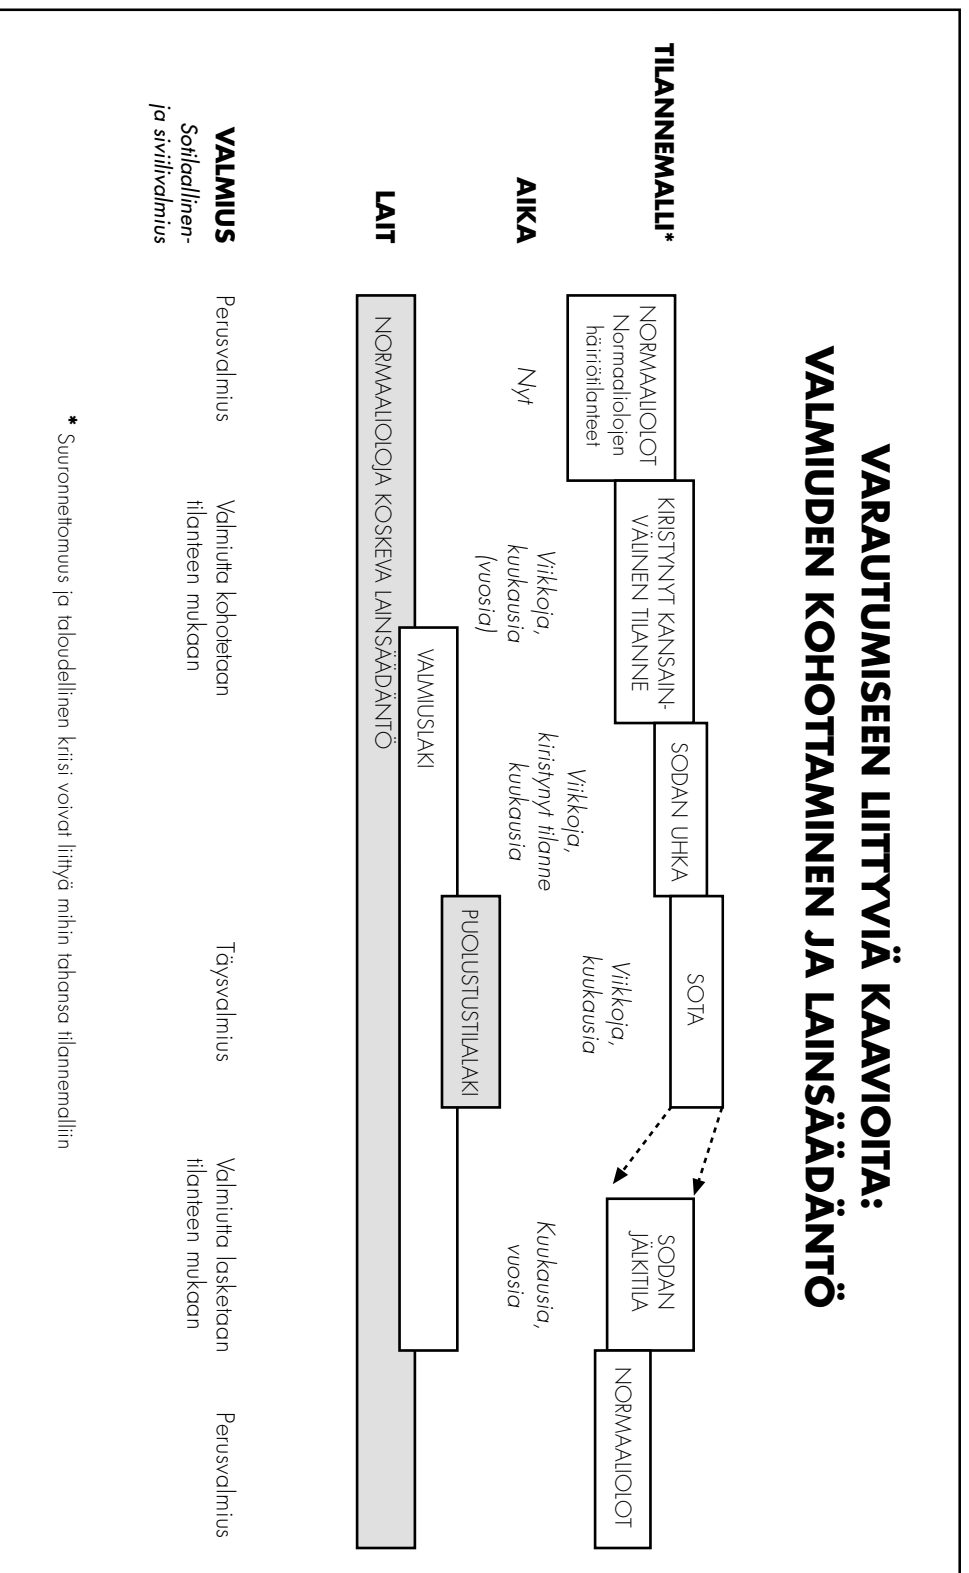 VARAUTUMISEEN LIITTYVIÄ KAAVIOITA:
VALMIUDEN KOHOTTAMINEN JA LAINSÄÄDÄNTÖ
TILANNEMALLI*
NORMAALIOLOT
Normaaliolojen
häiriötilanteet
KIRISTYNYT KANSAIN-
VÄLINEN TILANNE
SODAN UHKA
SOTA
SODAN
JÄLKITILA
NORMAALIOLOT
AIKA
Nyt
Viikkoja,
kuukausia
(vuosia)
Viikkoja,
kiristynyt tilanne
kuukausia
Viikkoja,
kuukausia
Kuukausia,
vuosia
LAIT
PUOLUSTUSTILALAKI
VALMIUSLAKI
NORMAALIOLOJA KOSKEVA LAINSÄÄDÄNTÖ
VALMIUS
Sotilaallinen-
ja siviilivalmius
Perusvalmius
Valmiutta kohotetaan
tilanteen mukaan
Täysvalmius
Valmiutta lasketaan
tilanteen mukaan
Perusvalmius
* Suuronnettomuus ja taloudellinen kriisi voivat liittyä mihin tahansa tilannemalliin